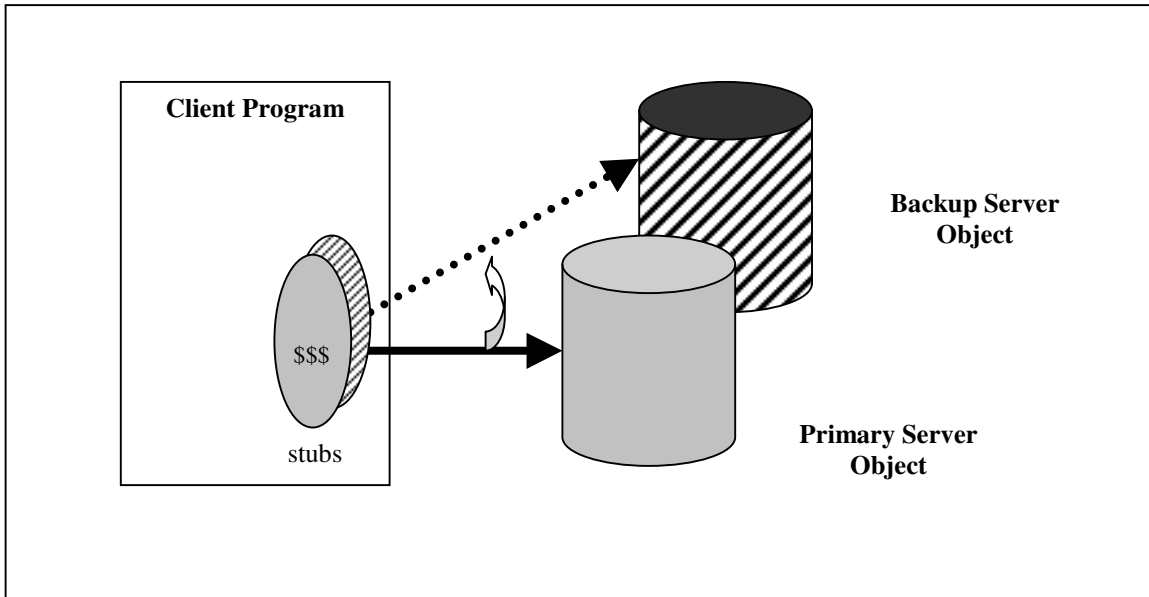 Client Program
Backup Server
Object
$$$
stubs
Primary Server
Object